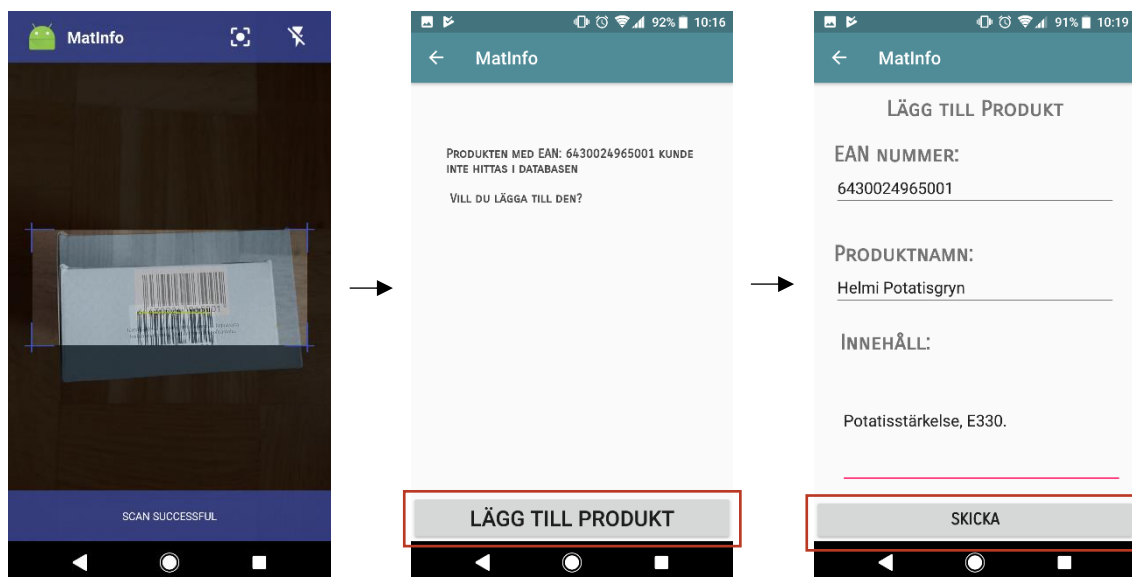 MatInfo
SCAN SUCCESSFUL
92% 10:16
MatInfo
PRODUKTEN MED EAN: 6430024965001 KUNDE
INTE HITTAS I DATABASEN
VILL DU LÄGGA TILL DEN?
LÄGG TILL PRODUKT
91% 10:19
MatInfo
LÄGG TILL PRODUKT
EAN NUMMER:
6430024965001
PRODUKTNAMN:
Helmi Potatisgryn
INNEHÅLL:
Potatisstärkelse, E330.
SKICKA